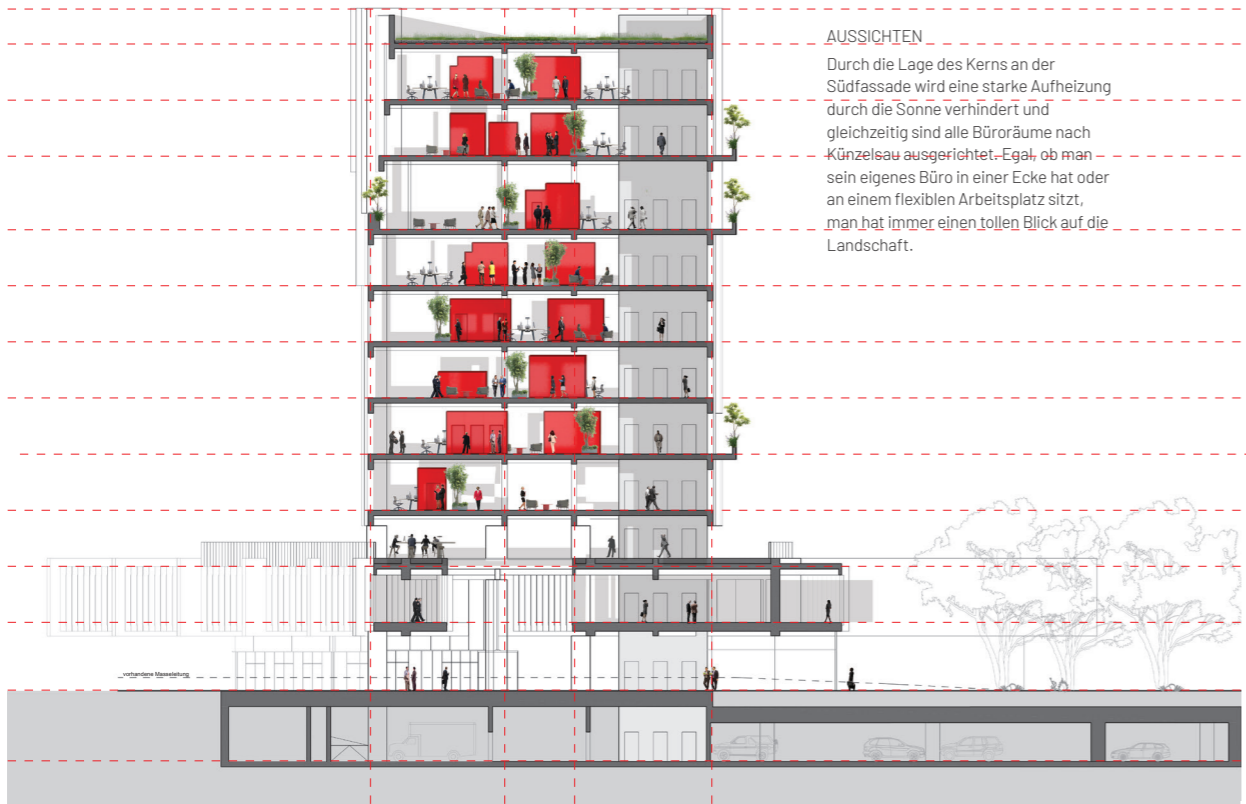 AUSSICHTEN
Durch die Lage des Kerns an der
Südfassade wird eine starke Aufheizung
durch die Sonne verhindert und
gleichzeitig sind alle Büroräume nach
Künzelsau ausgerichtet. Egal, ob man
sein eigenes Büro in einer Ecke hat oder
an einem flexiblen Arbeitsplatz sitzt,
man hat immer einen tollen Blick auf die
Landschaft.
vorhandene Masseleitung